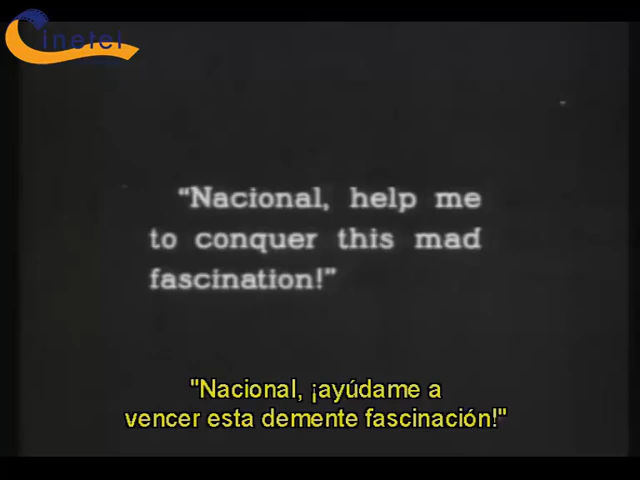 inetel
“Nacional, help me
to conquer this mad
fascination!”
"Nacional, ¡ayúdame a
vencer esta demente fascinación!"